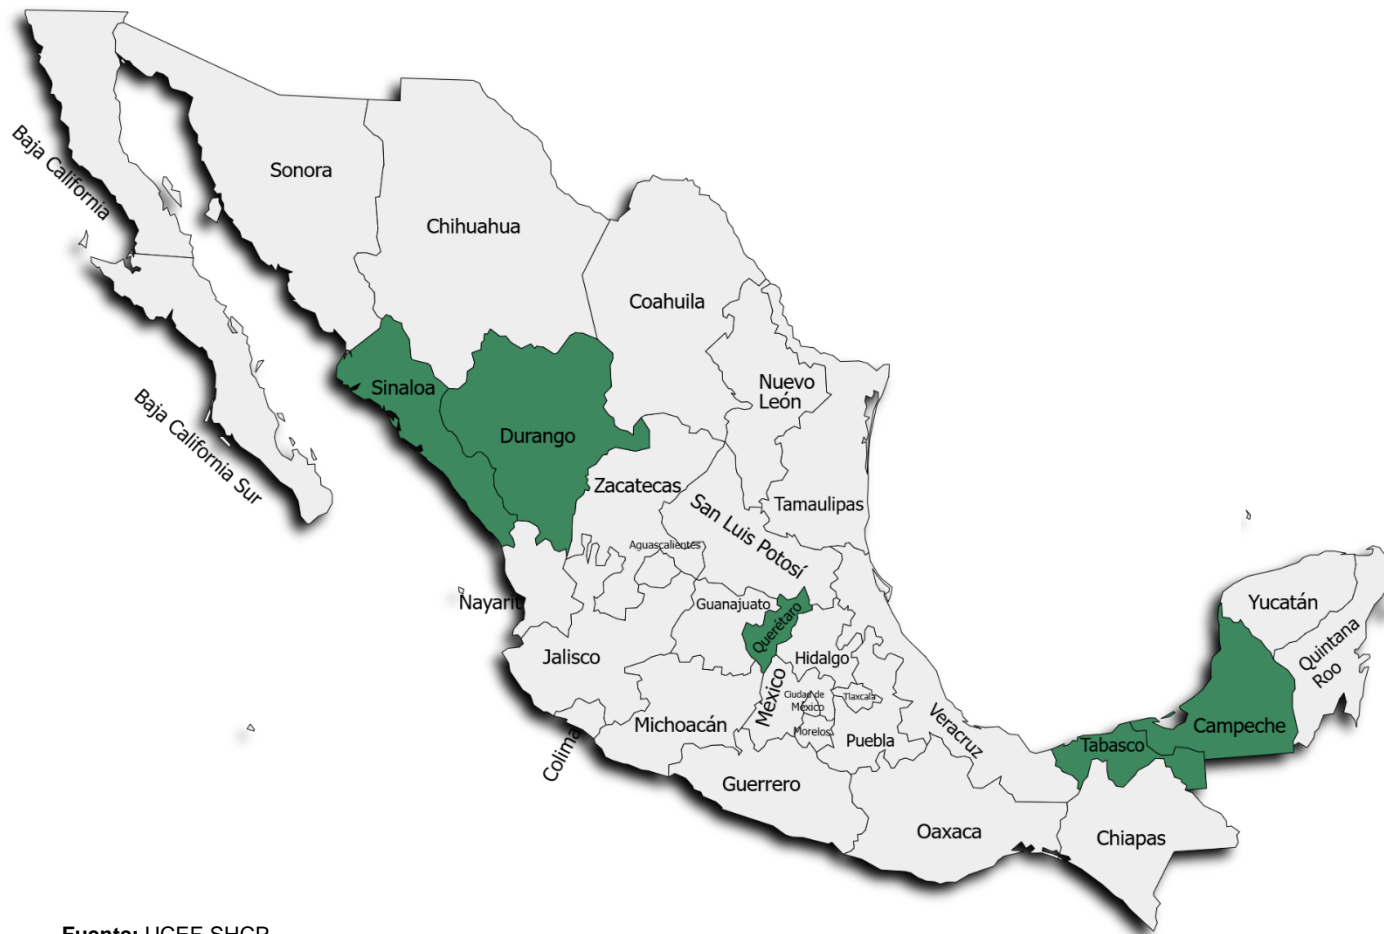 Baja California
Sonora
Chihuahua
Coahuila
Baja California Sur
Sinaloa
Nuevo
León
Durango
Zacatecas
Tamaulipas
San Luis Potosí
Aguascalientes
Nayarit
Guanajuato
Querétaro
Jalisco
Hidalgo
México
Ciudad de
México
Tlaxcala
Morelos
Michoacán
Colima
Puebla
Veracruz
Guerrero
Oaxaca
Tabasco
Chiapas
Campeche
Yucatán
Quintana
Roo
Fuente: